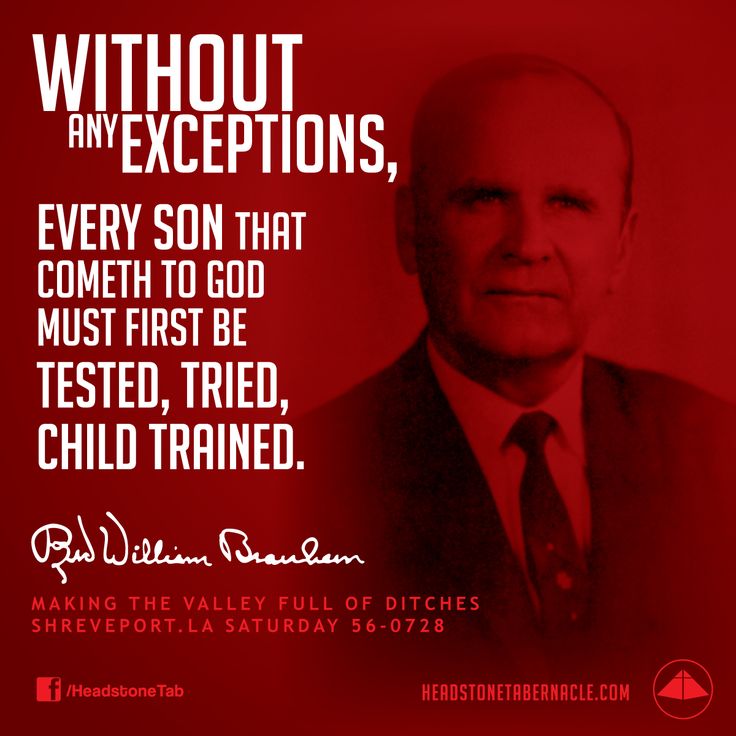 WITHOUT
ANY EXCEPTIONS,
EVERY SON THAT
COMETH TO GOD
MUST FIRST BE
TESTED, TRIED,
CHILD TRAINED.
Bro William Branham
MAKING THE VALLEY FULL OF DITCHES
SHREVEPORT.LA SATURDAY 56-0728
f /HeadstoneTab
HEADSTONETABERNACLE.COM